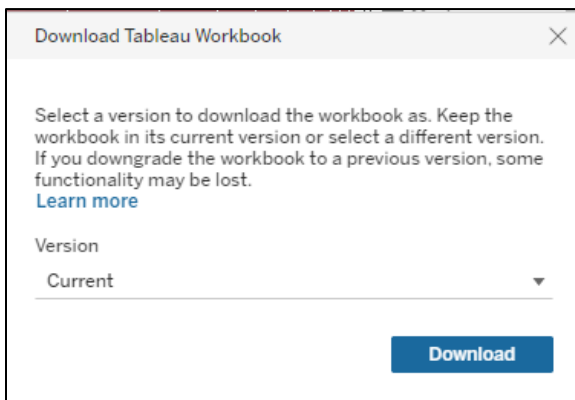 Download Tableau Workbook
Select a version to download the workbook as. Keep the
workbook in its current version or select a different version.
If you downgrade the workbook to a previous version, some
functionality may be lost.
Learn more
Version
Current
Download